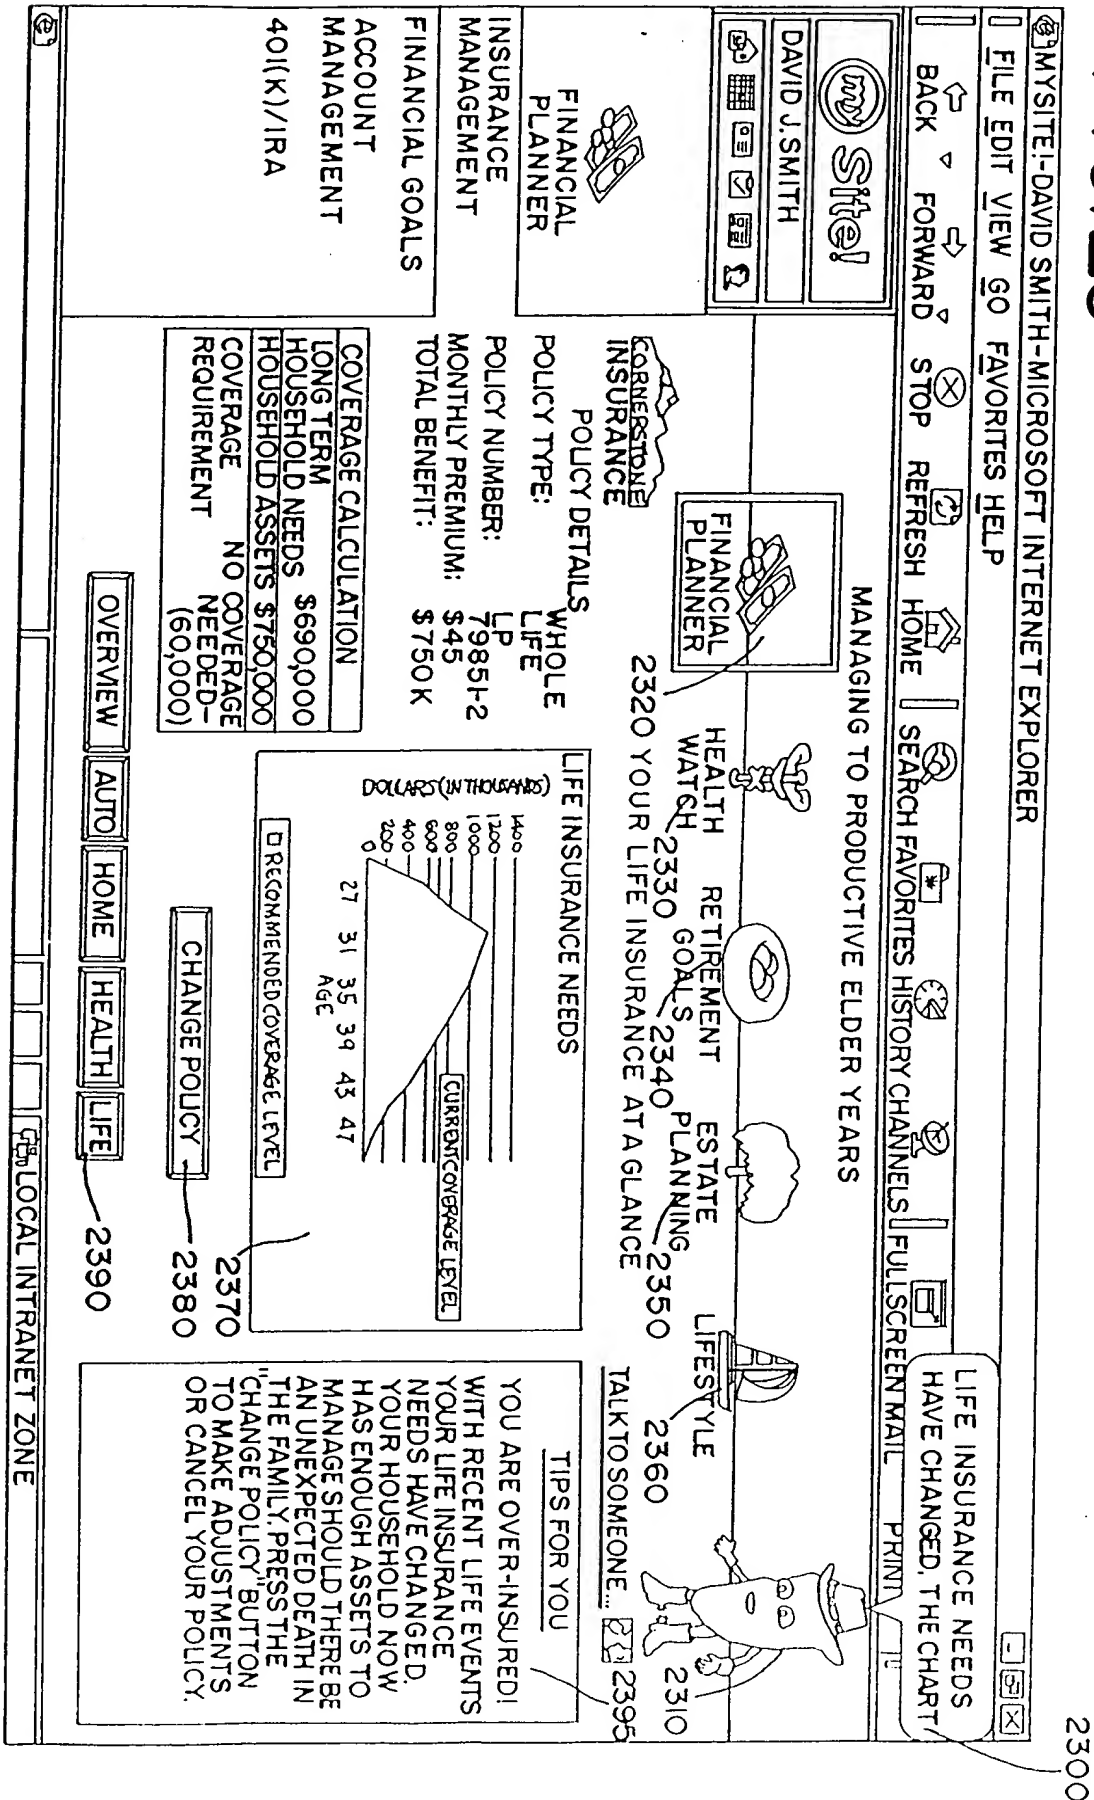 2300
MYSITE!-DAVID SMITH-MICROSOFT INTERNET EXPLORER
FILE EDIT VIEW GO FAVORITES HELP
BACK FORWARD STOP REFRESH HOME SEARCH FAVORITES HISTORY CHANNELS FULLSCREEN MAIL PRINT
LIFE INSURANCE NEEDS
HAVE CHANGED, THE CHART
my Site!
DAVID J.SMITH
MANAGING TO PRODUCTIVE ELDER YEARS
FINANCIAL
PLANNER
2320
HEALTH
WATCH
2330
RETIREMENT
GOALS
2340
ESTATE
PLANNING
2350
LIFESTYLE
2360
2310
FINANCIAL
PLANNER
INSURANCE
MANAGEMENT
FINANCIAL GOALS
ACCOUNT
MANAGEMENT
401(K)/IRA
CORNERSTONE
INSURANCE
YOUR LIFE INSURANCE AT A GLANCE
TALK TO SOMEONE...
2395
POLICY DETAILS
POLICY TYPE: WHOLE
LIFE
POLICY NUMBER: LP
79851-2
MONTHLY PREMIUM: $45
TOTAL BENEFIT: $750K
COVERAGE CALCULATION
LONG TERM
HOUSEHOLD NEEDS $690,000
HOUSEHOLD ASSETS $750,000
COVERAGE NO COVERAGE
REQUIREMENT NEEDED-
(60,000)
LIFE INSURANCE NEEDS
DOLLARS (IN THOUSANDS)
1400
1200
1000
800
600
400
200
0
CURRENT COVERAGE LEVEL
27 31 35 39 43 47
AGE
RECOMMENDED COVERAGE LEVEL
2370
CHANGE POLICY
2380
TIPS FOR YOU
YOU ARE OVER-INSURED!
WITH RECENT LIFE EVENTS
YOUR LIFE INSURANCE
NEEDS HAVE CHANGED.
YOUR HOUSEHOLD NOW
HAS ENOUGH ASSETS TO
MANAGE SHOULD THERE BE
AN UNEXPECTED DEATH IN
THE FAMILY. PRESS THE
"CHANGE POLICY" BUTTON
TO MAKE ADJUSTMENTS
OR CANCEL YOUR POLICY.
OVERVIEW AUTO HOME HEALTH LIFE
2390
LOCAL INTRANET ZONE